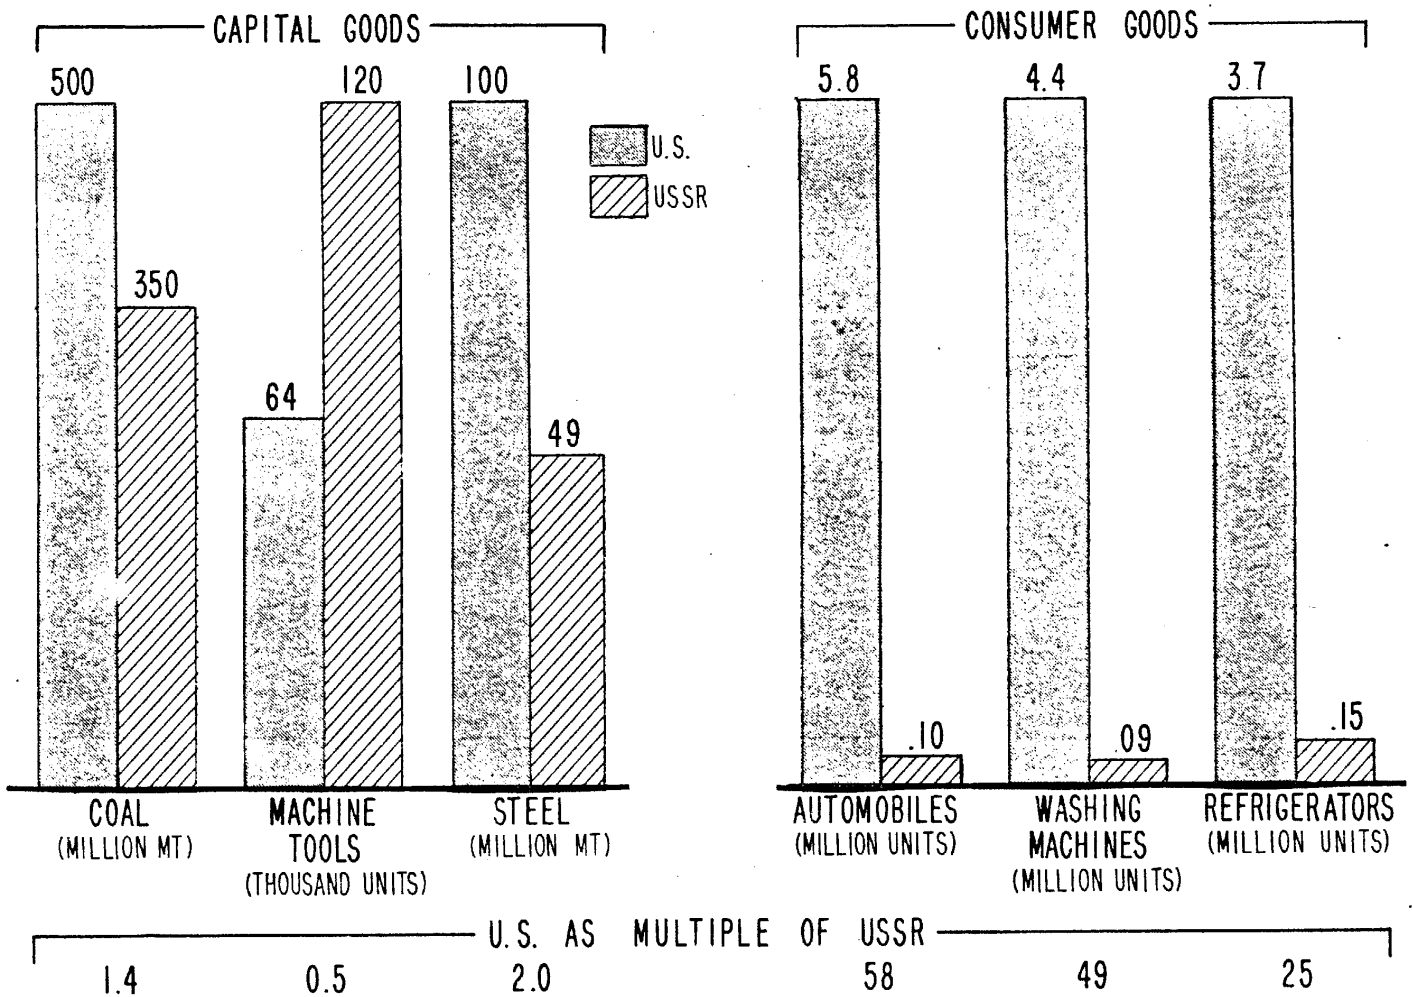 CAPITAL GOODS
500
350
64
120
100
49
U.S.
USSR
COAL
(MILLION MT)
MACHINE
TOOLS
(THOUSAND UNITS)
STEEL
(MILLION MT)
CONSUMER GOODS
5.8
.10
4.4
.09
3.7
.15
AUTOMOBILES
(MILLION UNITS)
WASHING
MACHINES
(MILLION UNITS)
REFRIGERATORS
(MILLION UNITS)
U.S. AS MULTIPLE OF USSR
1.4 0.5 2.0 58 49 25